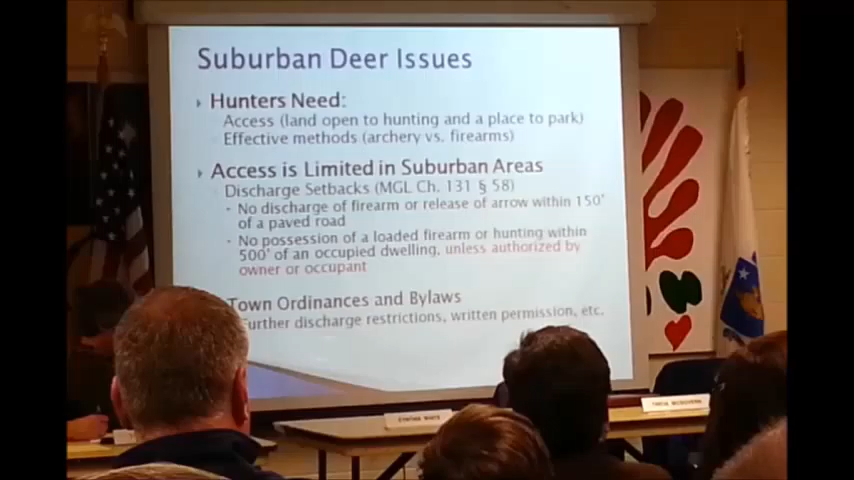 Suburban Deer Issues
Hunters Need:
Access (land open to hunting and a place to park)
Effective methods (archery vs. firearms)
Access is Limited in Suburban Areas
Discharge Setbacks (MGL Ch. 131 § 58)
- No discharge of firearm or release of arrow within 150'
of a paved road
- No possession of a loaded firearm or hunting within
500' of an occupied dwelling, unless authorized by
owner or occupant
Town Ordinances and Bylaws
Further discharge restrictions, written permission, etc.
CYNTHIA WHITE